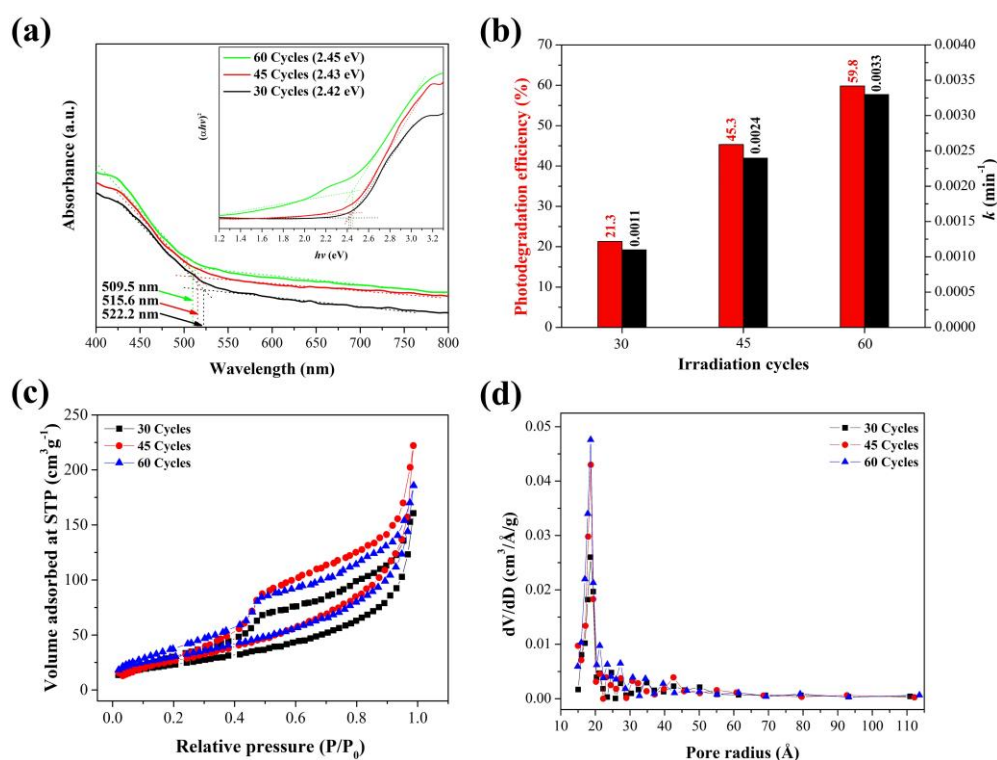 (a)
60 Cycles (2.45 eV)
45 Cycles (2.43 eV)
30 Cycles (2.42 eV)
(αhν)²
1.2 1.4 1.6 1.8 2.0 2.2 2.4 2.6 2.8 3.0 3.2
hν (eV)
Absorbance (a.u.)
509.5 nm
515.6 nm
522.2 nm
400 450 500 550 600 650 700 750 800
Wavelength (nm)
(b)
Photodegradation efficiency (%)
70
60
50
40
30
20
10
0
21.3
0.0011
45.3
0.0024
59.8
0.0033
0.0040
0.0035
0.0030
0.0025
0.0020
0.0015
0.0010
0.0005
0.0000
k (min⁻¹)
30 45 60
Irradiation cycles
(c)
Volume adsorbed at STP (cm³g⁻¹)
250
200
150
100
50
0
30 Cycles
45 Cycles
60 Cycles
0.0 0.2 0.4 0.6 0.8 1.0
Relative pressure (P/P₀)
(d)
dV/dD (cm³/Å/g)
0.05
0.04
0.03
0.02
0.01
0.00
30 Cycles
45 Cycles
60 Cycles
10 20 30 40 50 60 70 80 90 100 110
Pore radius (Å)